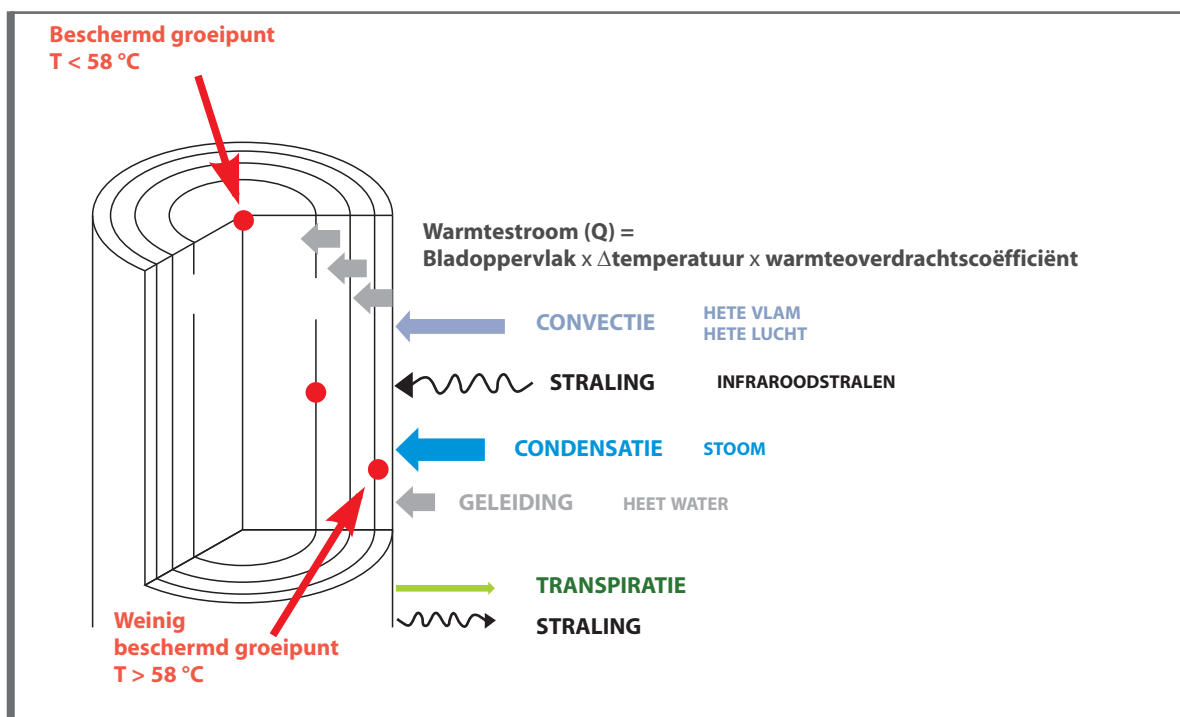 Beschermd groeipunt
T < 58 °C
Warmtestroom (Q) =
Bladoppervlak x Δtemperatuur x warmteoverdrachtscoëfficiënt
CONVECTIE HETE VLAM
HETE LUCHT
STRALING INFRAROODSTRALEN
CONDENSATIE STOOM
GELEIDING HEET WATER
TRANSPIRATIE
STRALING
Weinig
beschermd groeipunt
T > 58 °C